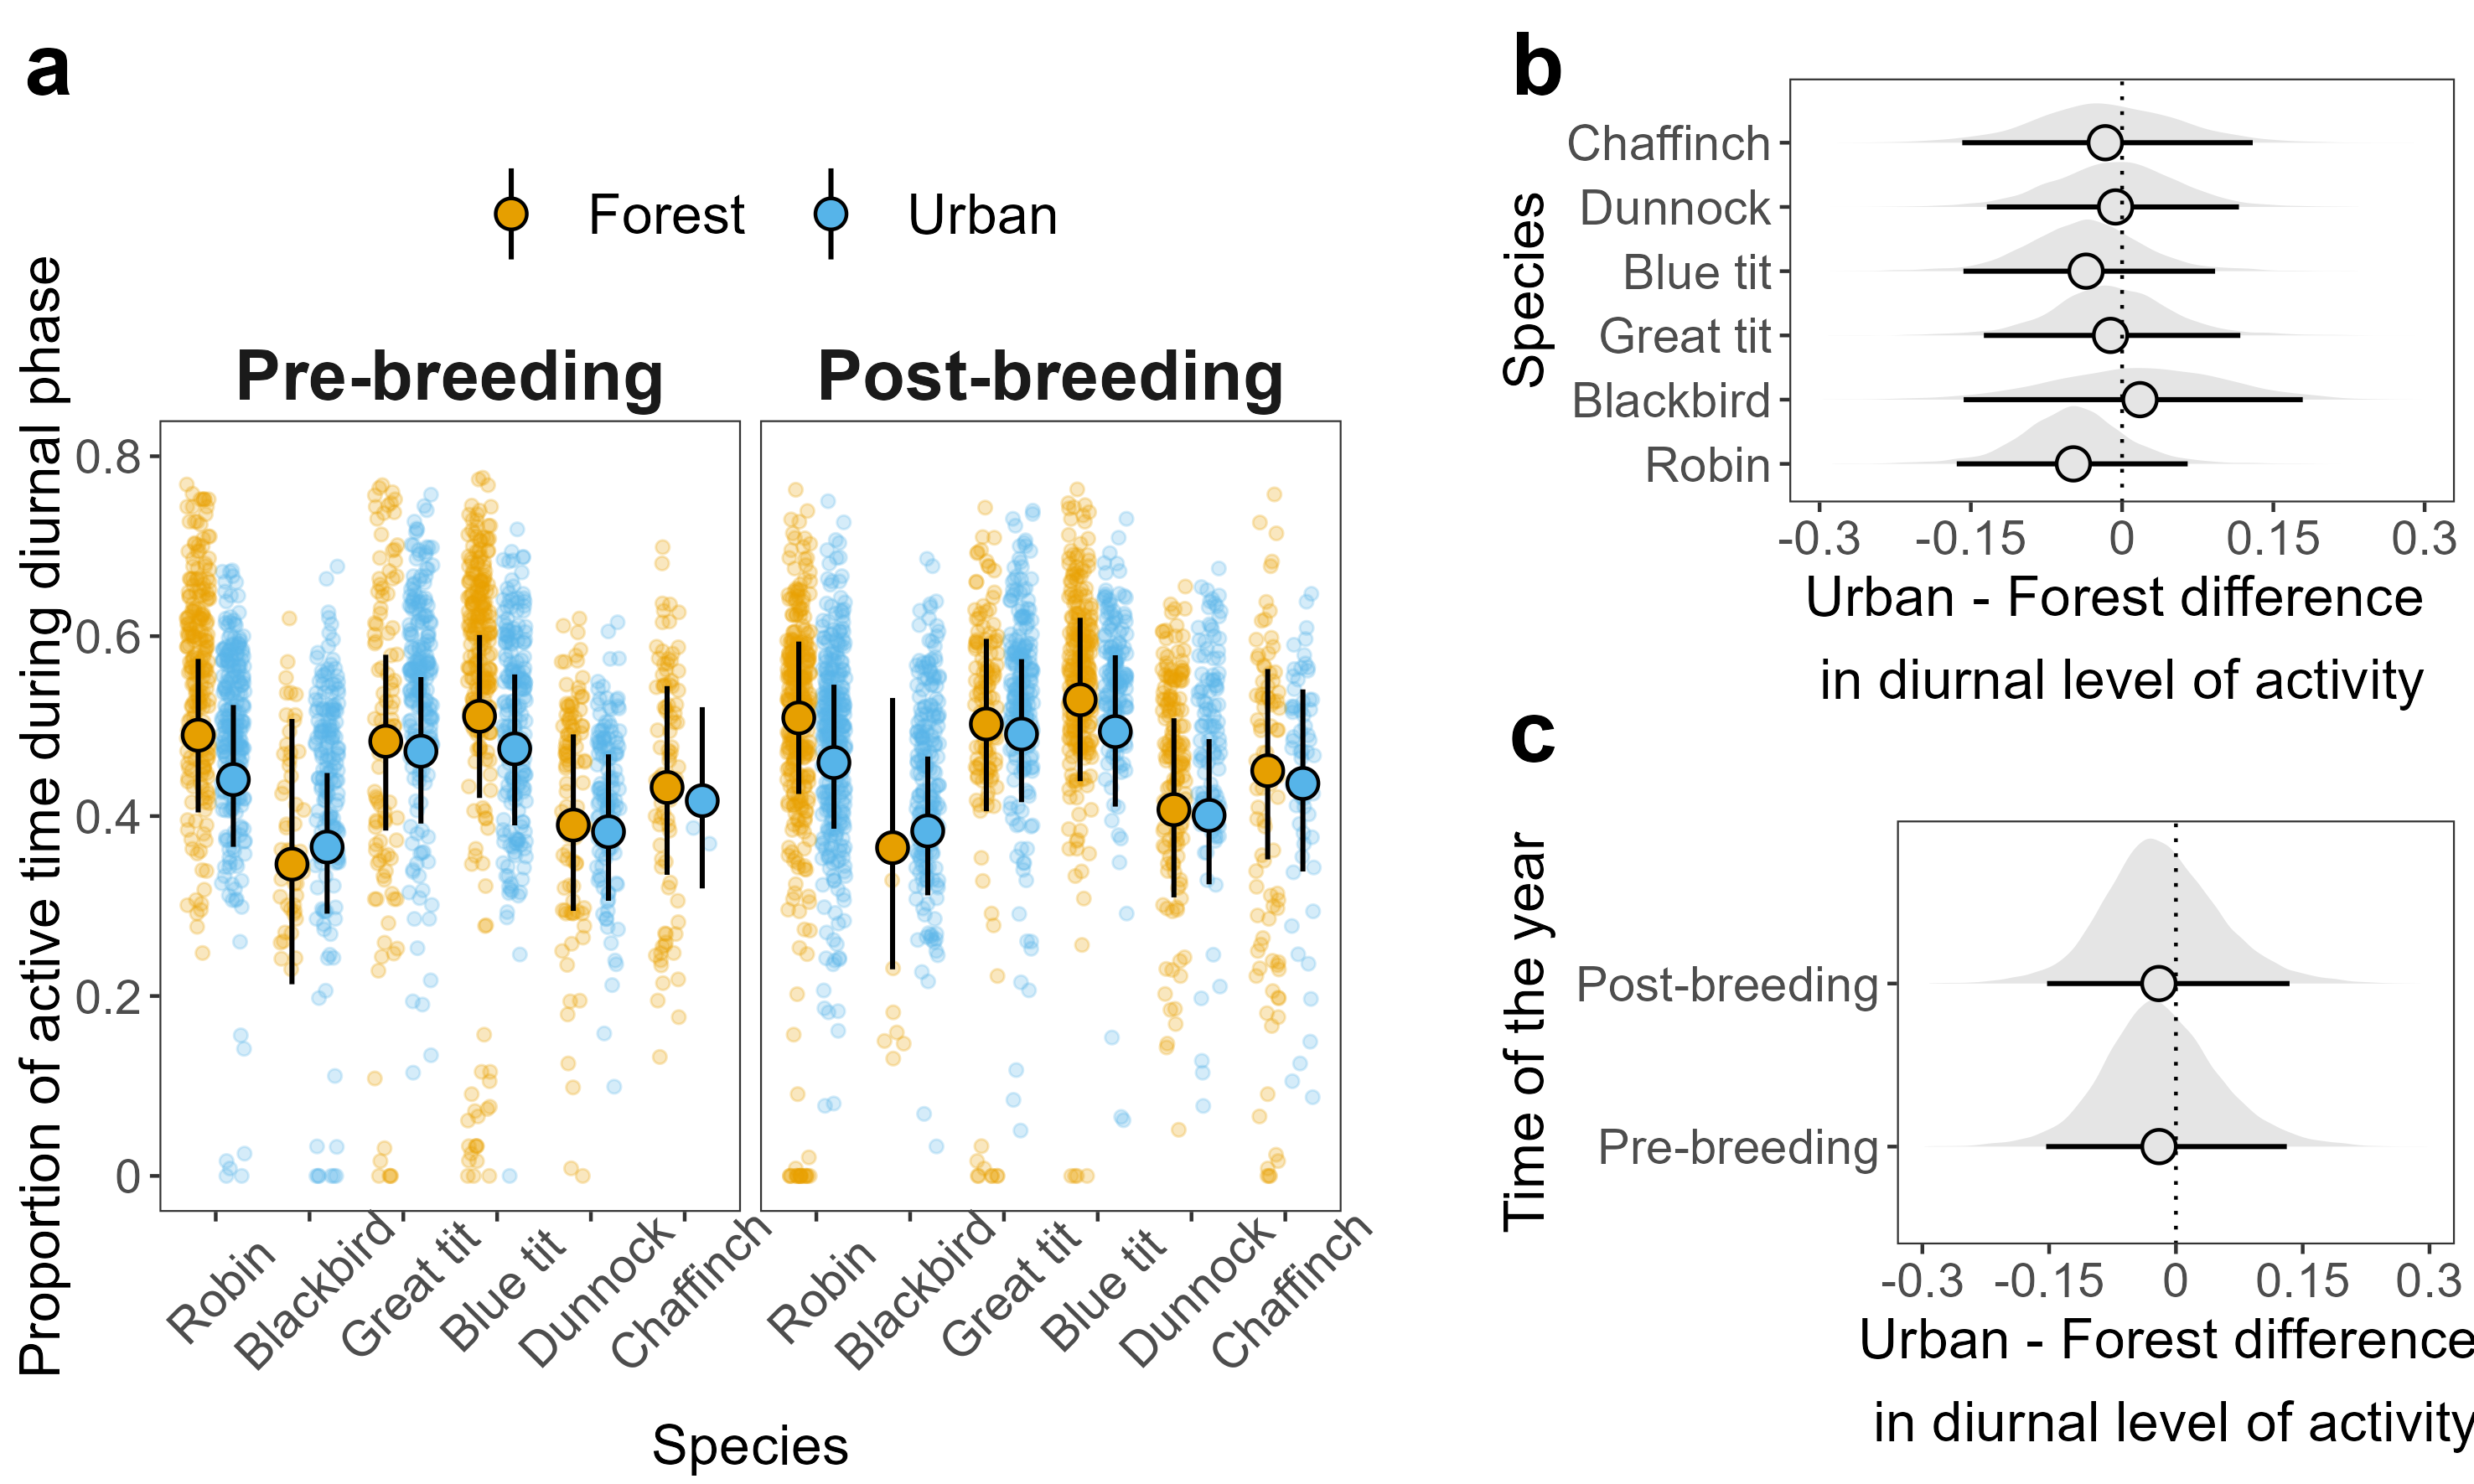 a
Forest
Urban
Pre-breeding
Post-breeding
Proportion of active time during diurnal phase
0.8
0.6
0.4
0.2
0
Robin
Blackbird
Great tiit
Blue tit
Dunnock
Chaffinch
Robin
Blackbird
Great tiit
Blue tit
Dunnock
Chaffinch
Species
b
Species
Chaffinch
Dunnock
Blue tit
Great tit
Blackbird
Robin
-0.3
-0.15
0
0.15
0.3
Urban - Forest difference
in diurnal level of activity
c
Time of the year
Post-breeding
Pre-breeding
-0.3
-0.15
0
0.15
0.3
Urban - Forest difference
in diurnal level of activity